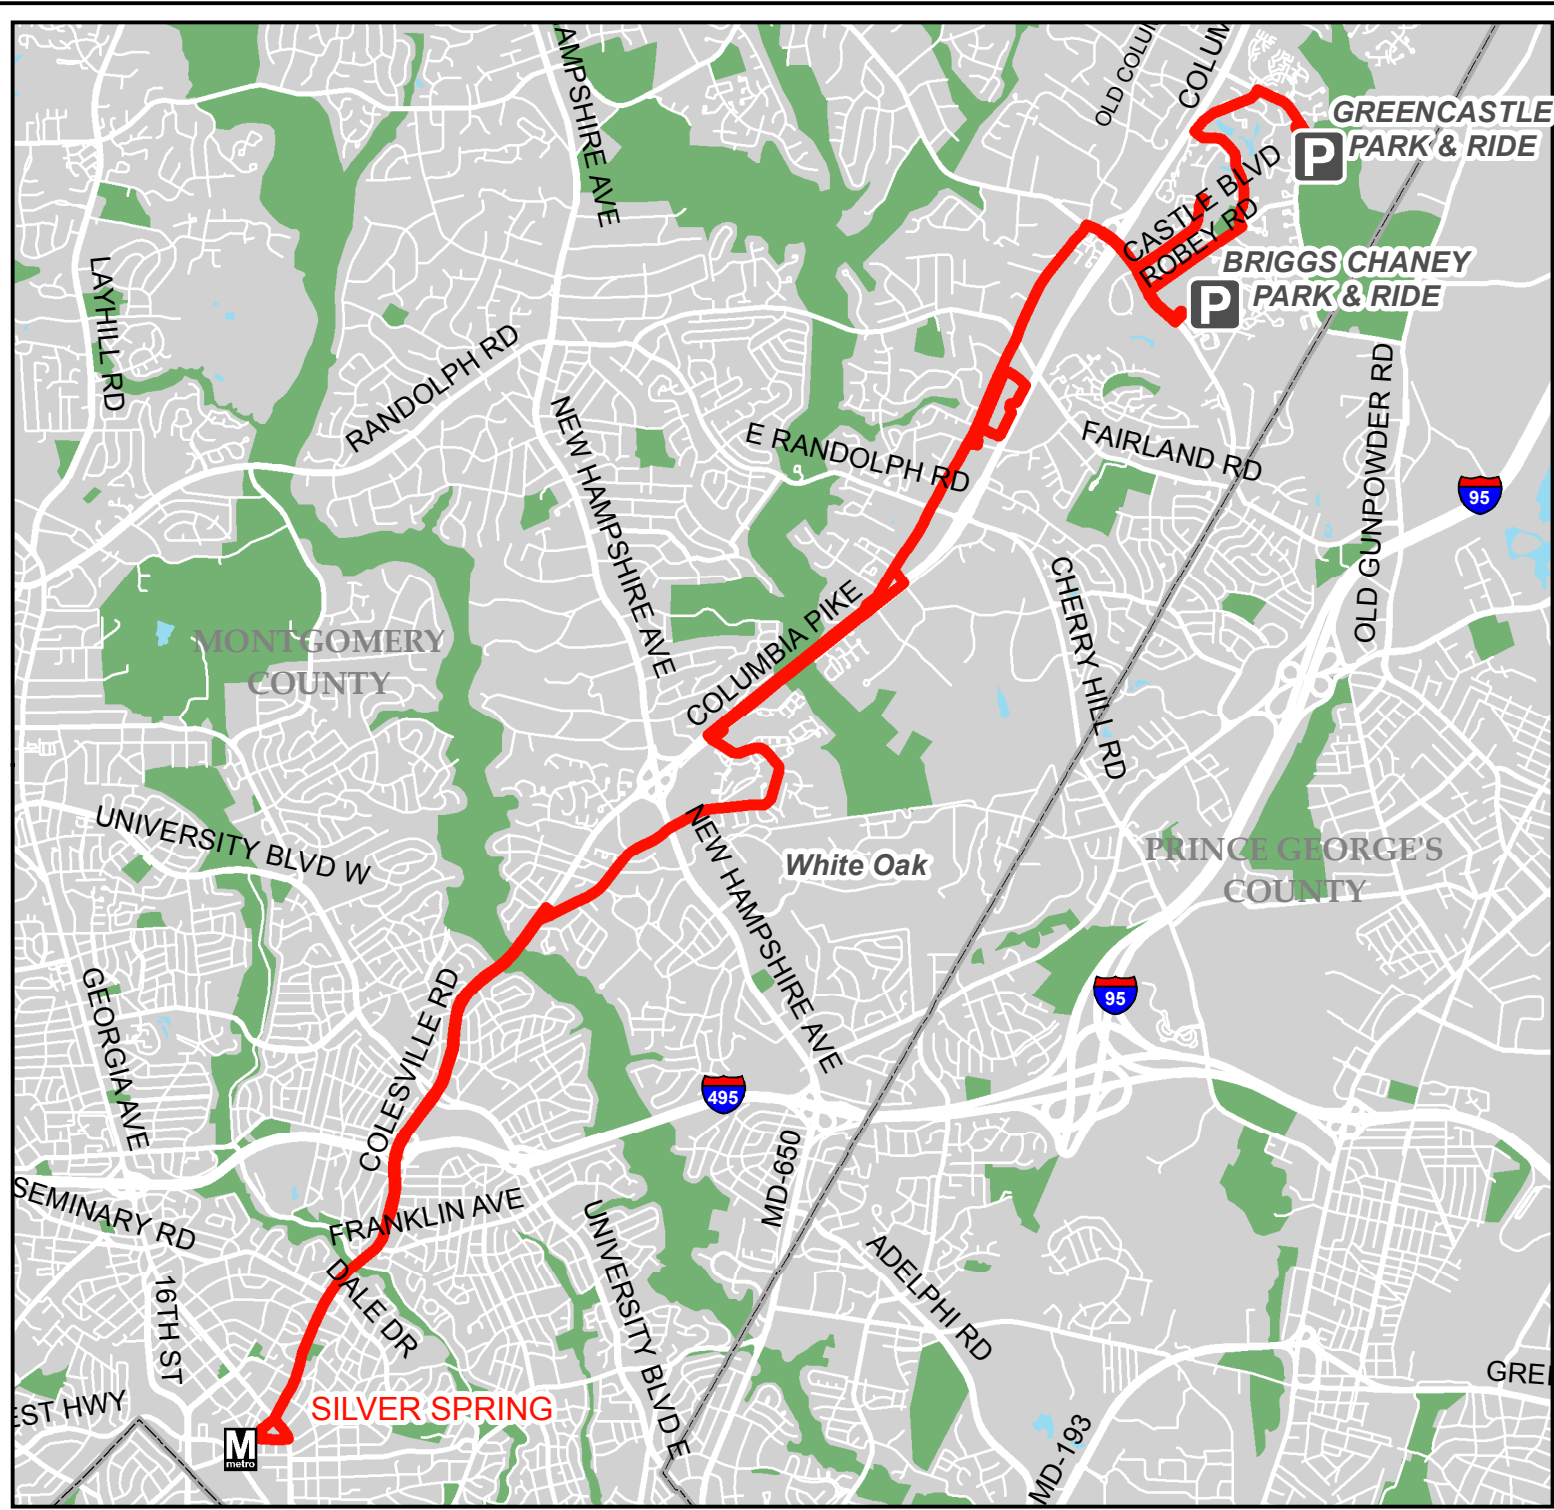 AMPSHIRE AVE
OLD COLUM
COLUM
GREENCASTLE
PARK & RIDE
P
CASTLE BLVD
ROBEY RD
BRIGGS CHANEY
PARK & RIDE
P
LAYHILL RD
RANDOLPH RD
NEW HAMPSHIRE AVE
E RANDOLPH RD
FAIRLAND RD
OLD GUNPOWDER RD
95
CHERRY HILL RD
COLUMBIA PIKE
MONTGOMERY
COUNTY
UNIVERSITY BLVD W
NEW HAMPSHIRE AVE
White Oak
PRINCE GEORGE'S
COUNTY
GEORGIA AVE
COLESVILLE RD
95
495
MD-650
SEMINARY RD
FRANKLIN AVE
UNIVERSITY BLVD E
ADELPHI RD
DALE DR
16TH ST
EST HWY
SILVER SPRING
M
metro
MD-193
GREE